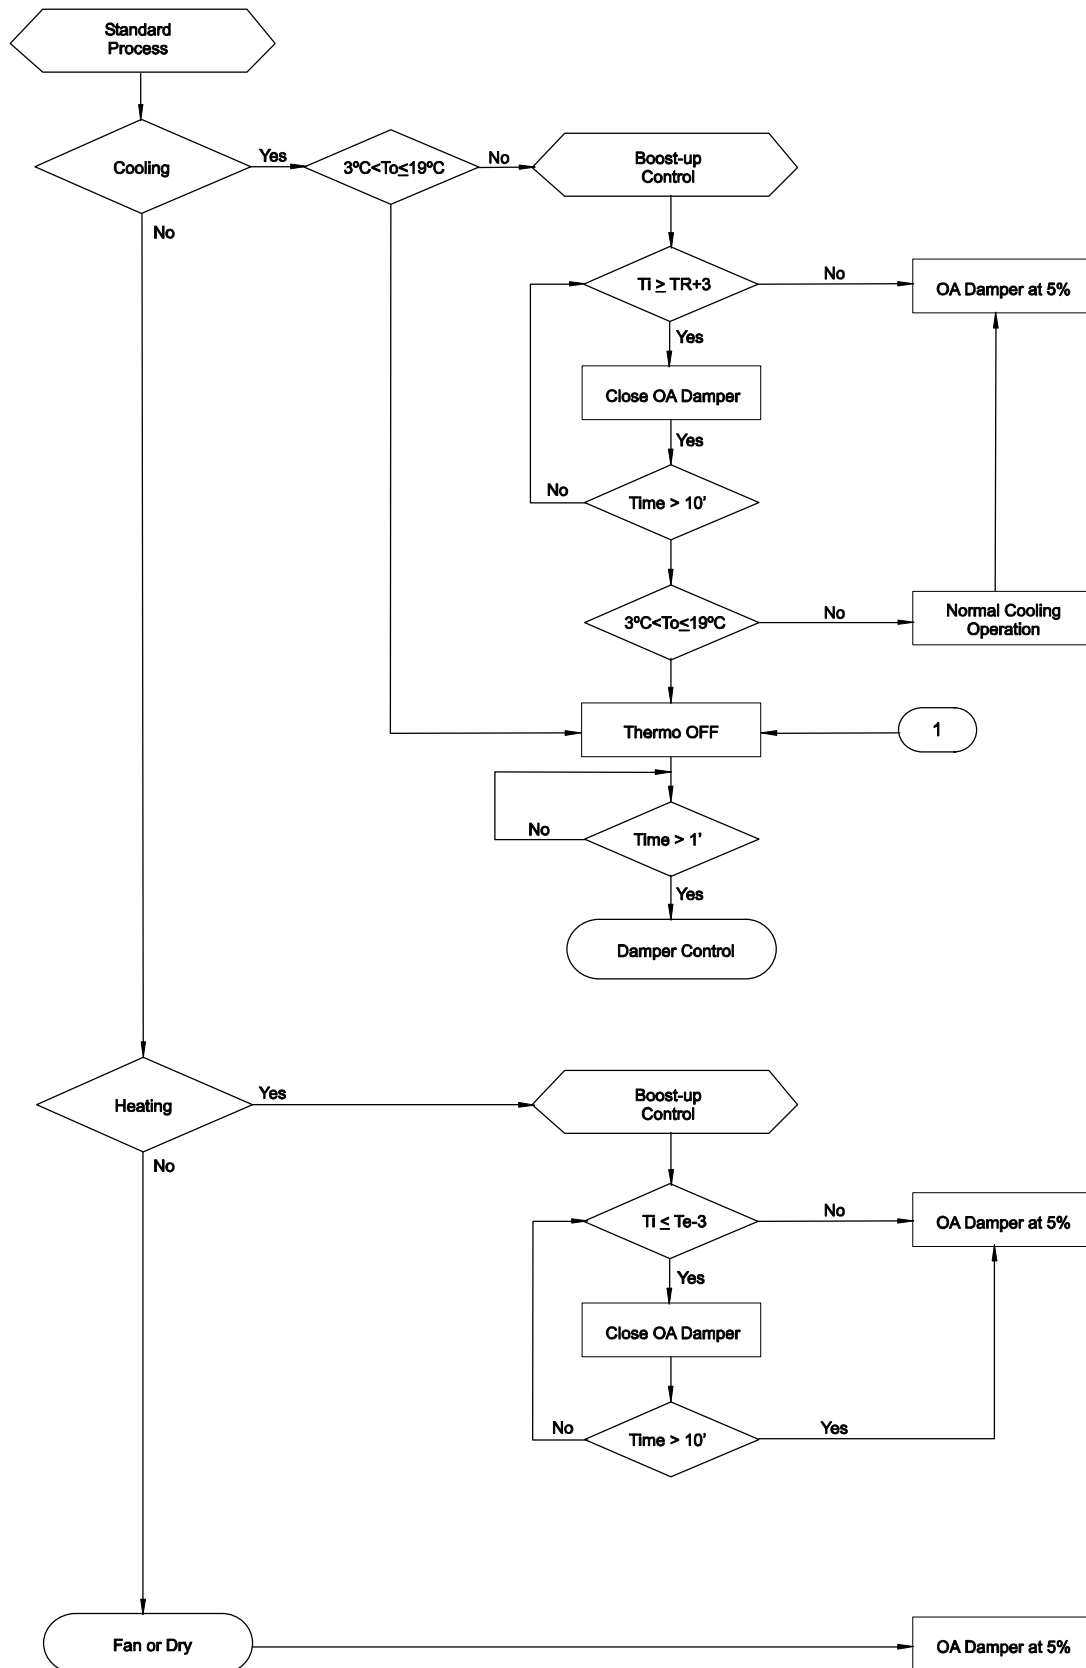 Standard
Process
Cooling
Yes
3ºC<To≤19ºC
No
Boost-up
Control
No
Ti ≥ TR+3
No
OA Damper at 5%
Yes
Close OA Damper
Yes
No
Time > 10'
3ºC<To≤19ºC
No
Normal Cooling
Operation
Thermo OFF
1
No
Time > 1'
Yes
Damper Control
Heating
Yes
Boost-up
Control
No
Ti ≤ Te-3
No
OA Damper at 5%
Yes
Close OA Damper
No
Time > 10'
Yes
Fan or Dry
OA Damper at 5%